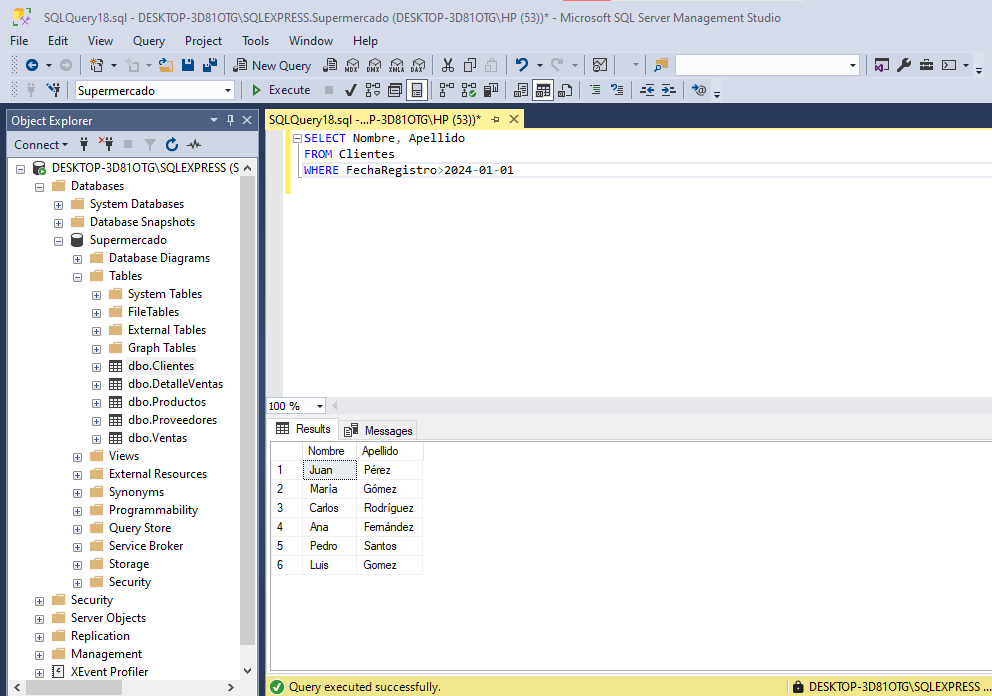 SQLQuery18.sql - DESKTOP-3D81OTG\SQLEXPRESS.Supermercado (DESKTOP-3D81OTG\HP (53))* - Microsoft SQL Server Management Studio
File Edit View Query Project Tools Window Help
New Query MDX DMX XMLA DAX
Supermercado Execute
Object Explorer
Connect
DESKTOP-3D81OTG\SQLEXPRESS (S
Databases
System Databases
Database Snapshots
Supermercado
Database Diagrams
Tables
System Tables
FileTables
External Tables
Graph Tables
dbo.Clientes
dbo.DetalleVentas
dbo.Productos
dbo.Proveedores
dbo.Ventas
Views
External Resources
Synonyms
Programmability
Query Store
Service Broker
Storage
Security
Security
Server Objects
Replication
Management
XEvent Profiler
SQLQuery18.sql -...P-3D81OTG\HP (53))*
SELECT Nombre, Apellido
FROM Clientes
WHERE FechaRegistro>2024-01-01
100 %
Results Messages
Nombre Apellido
1 Juan Pérez
2 María Gómez
3 Carlos Rodríguez
4 Ana Fernández
5 Pedro Santos
6 Luis Gomez
Query executed successfully. DESKTOP-3D81OTG\SQLEXPRESS ...